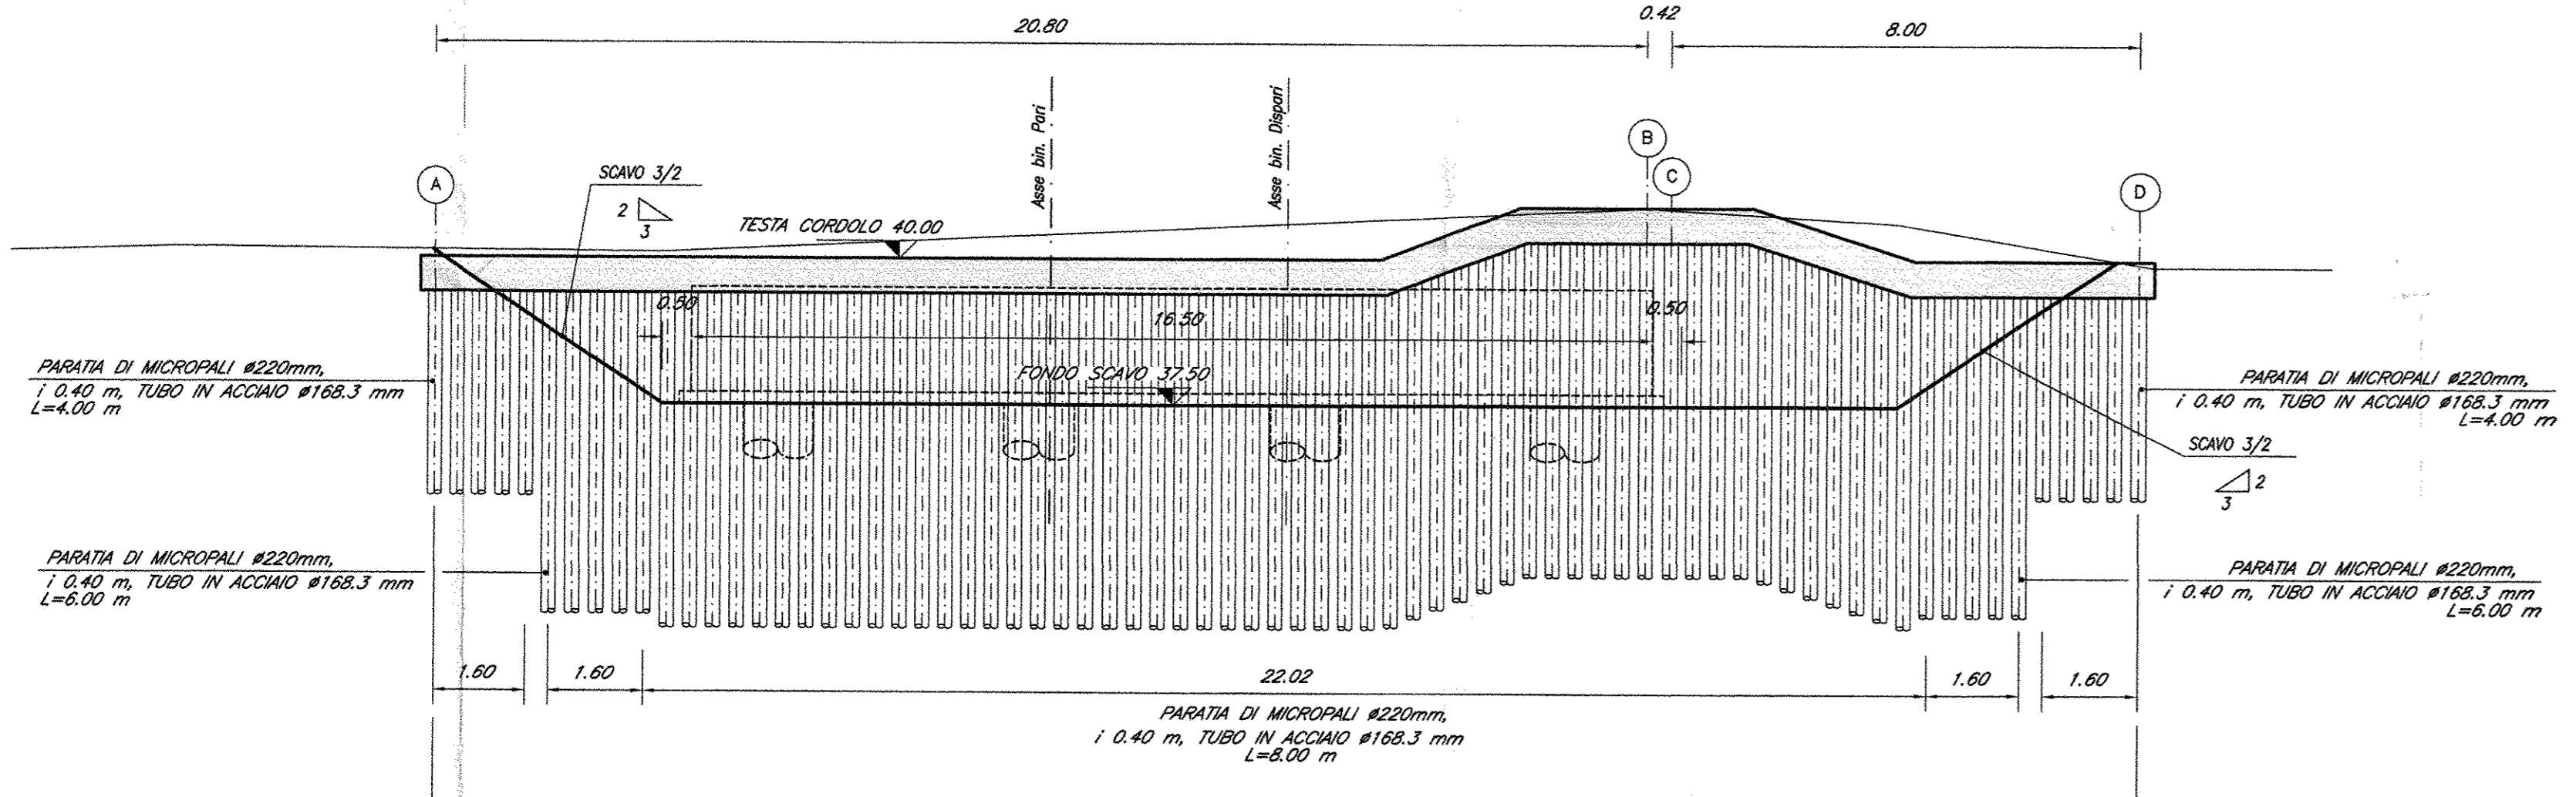 20.80
0.42
8.00
Asse bin. Pari
Asse bin. Dispari
A
B
C
D
SCAVO 3/2
2
3
TESTA CORDOLO 40.00
0.50
16.50
0.50
FONDO SCAVO 37.50
PARATIA DI MICROPALI ø220mm,
i 0.40 m, TUBO IN ACCIAIO ø168.3 mm
L=4.00 m
PARATIA DI MICROPALI ø220mm,
i 0.40 m, TUBO IN ACCIAIO ø168.3 mm
L=4.00 m
SCAVO 3/2
2
3
PARATIA DI MICROPALI ø220mm,
i 0.40 m, TUBO IN ACCIAIO ø168.3 mm
L=6.00 m
PARATIA DI MICROPALI ø220mm,
i 0.40 m, TUBO IN ACCIAIO ø168.3 mm
L=6.00 m
1.60
1.60
22.02
1.60
1.60
PARATIA DI MICROPALI ø220mm,
i 0.40 m, TUBO IN ACCIAIO ø168.3 mm
L=8.00 m